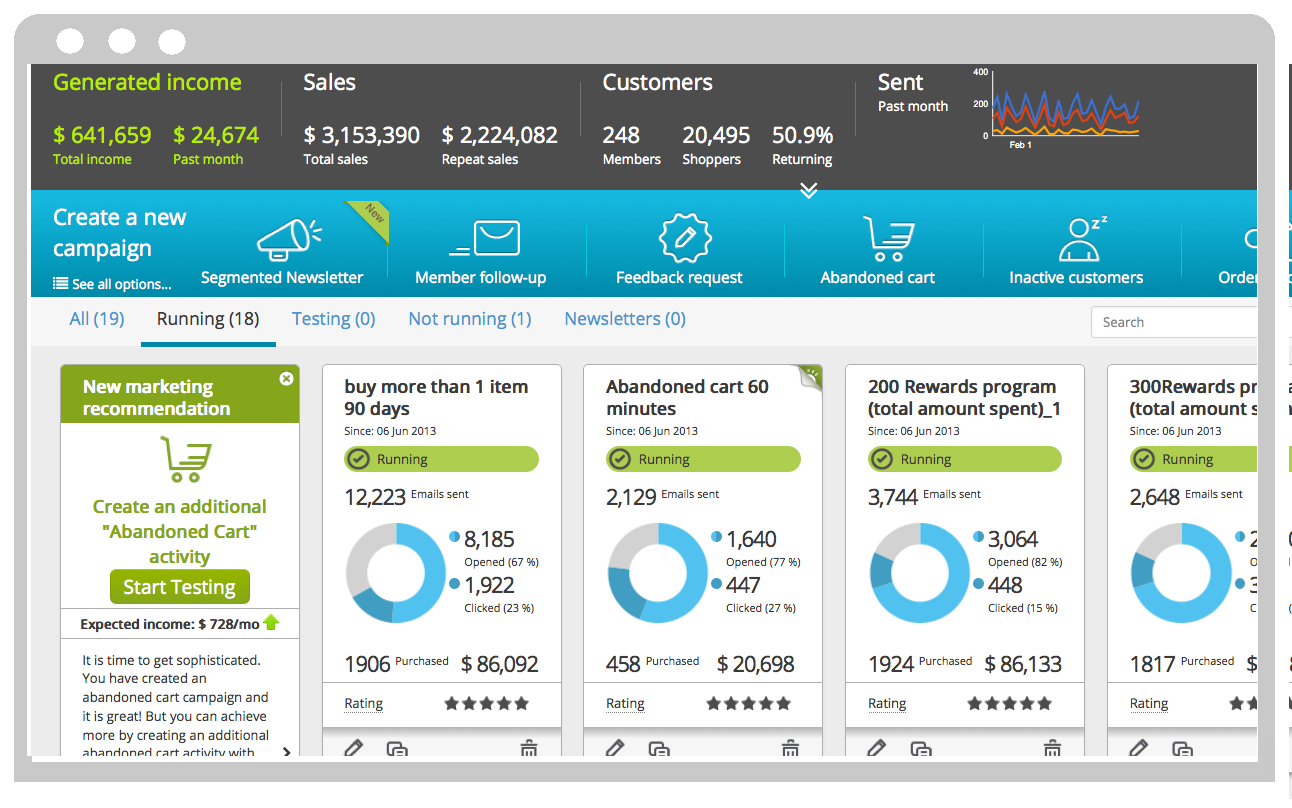 Generated income
$ 641,659 $ 24,674
Total income Past month
Sales
$ 3,153,390 $ 2,224,082
Total sales Repeat sales
Customers
248 20,495 50.9%
Members Shoppers Returning
Sent
Past month
400
200
0
Feb 1
Create a new
campaign
See all options...
New
Segmented Newsletter
Member follow-up
Feedback request
Abandoned cart
zz
Inactive customers
Order
All (19) Running (18) Testing (0) Not running (1) Newsletters (0)
Search
New marketing
recommendation
Create an additional
"Abandoned Cart"
activity
Start Testing
Expected income: $ 728/mo
It is time to get sophisticated.
You have created an
abandoned cart campaign and
it is great! But you can achieve
more by creating an additional
abandoned cart activity with
buy more than 1 item
90 days
Since: 06 Jun 2013
Running
12,223 Emails sent
8,185
Opened (67 %)
1,922
Clicked (23 %)
1906 Purchased $ 86,092
Rating
Abandoned cart 60
minutes
Since: 06 Jun 2013
Running
2,129 Emails sent
1,640
Opened (77 %)
447
Clicked (27 %)
458 Purchased $ 20,698
Rating
200 Rewards program
(total amount spent)_1
Since: 06 Jun 2013
Running
3,744 Emails sent
3,064
Opened (82 %)
448
Clicked (15 %)
1924 Purchased $ 86,133
Rating
300Rewards pr
(total amount s
Since: 06 Jun 2013
Running
2,648 Emails sent
1817 Purchased $
Rating